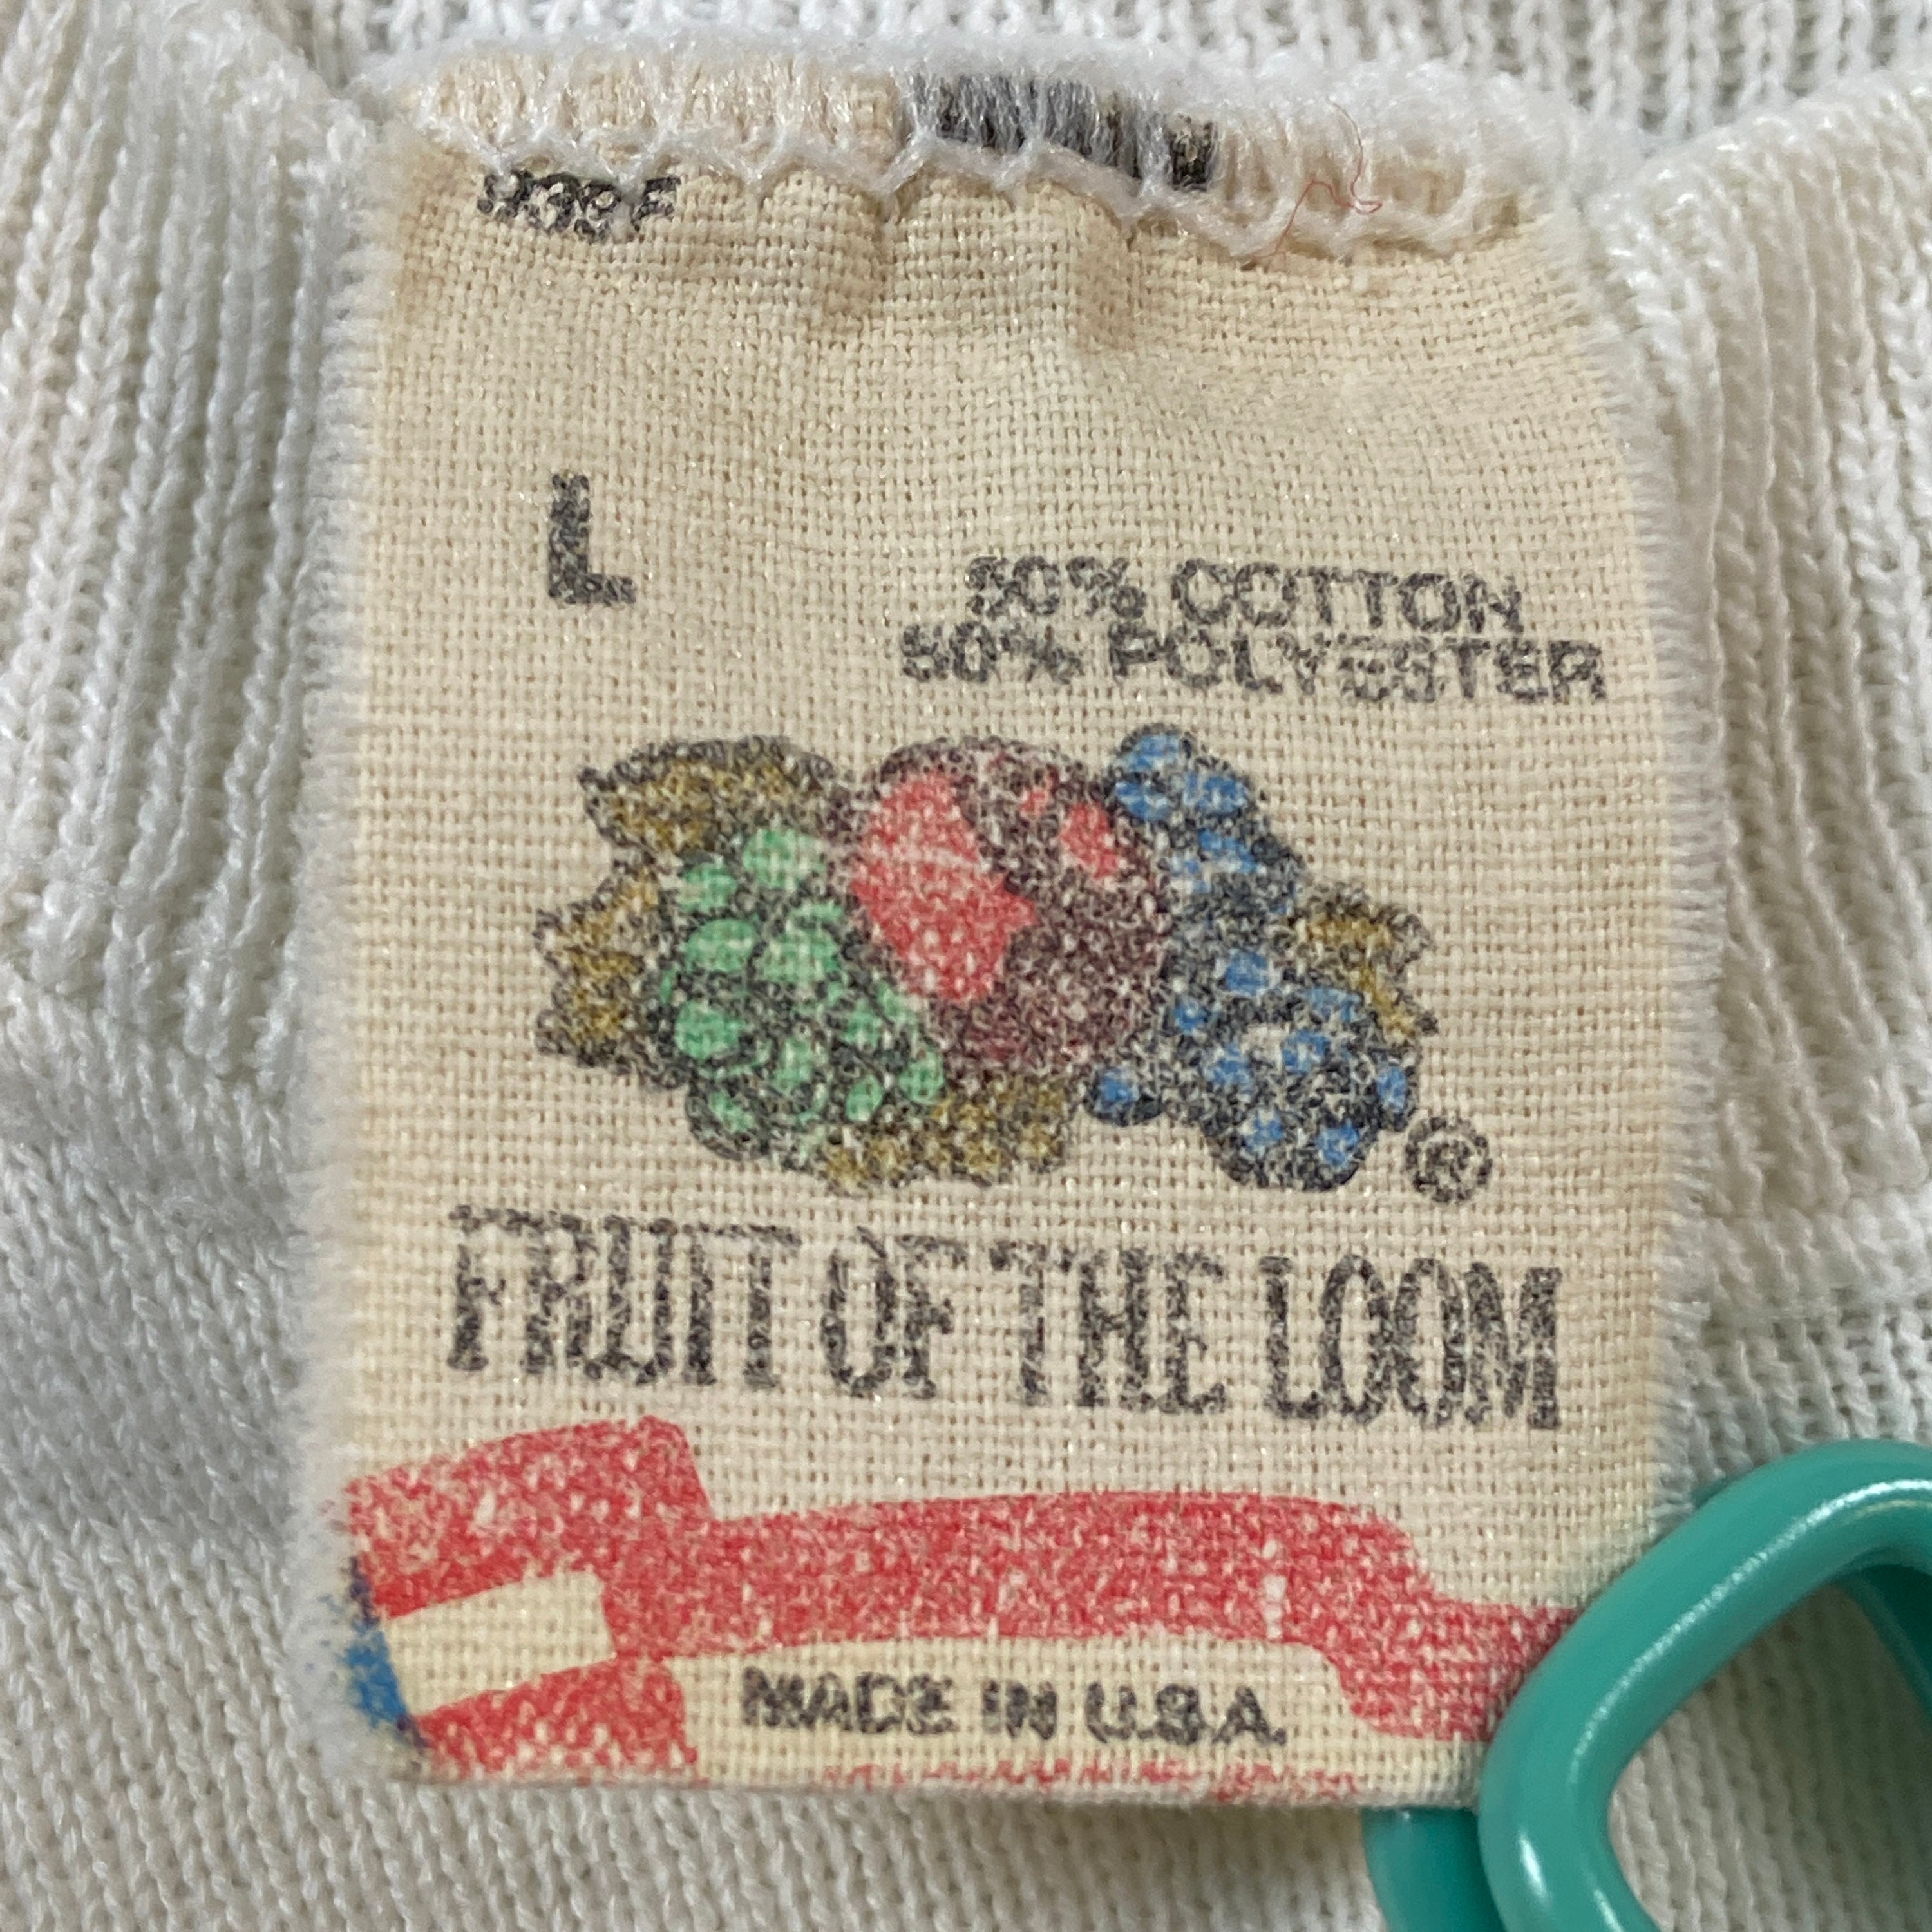 L
50% COTTON
50% POLYESTER
®
FRUIT OF THE LOOM
MADE IN U.S.A.